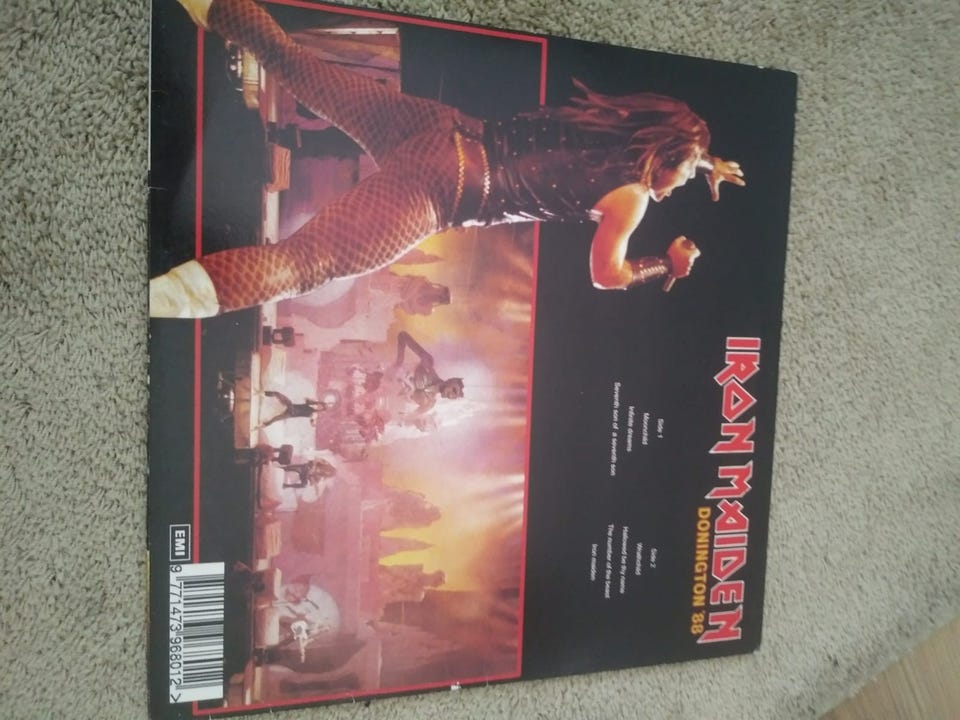 IRON MAIDEN
DONINGTON '88
Side 1
Moonchild
Infinite dreams
Seventh son of a seventh son
Side 2
Wrathchild
Hallowed be thy name
The number of the beast
Iron maiden
EMI
9 771473 968012 >